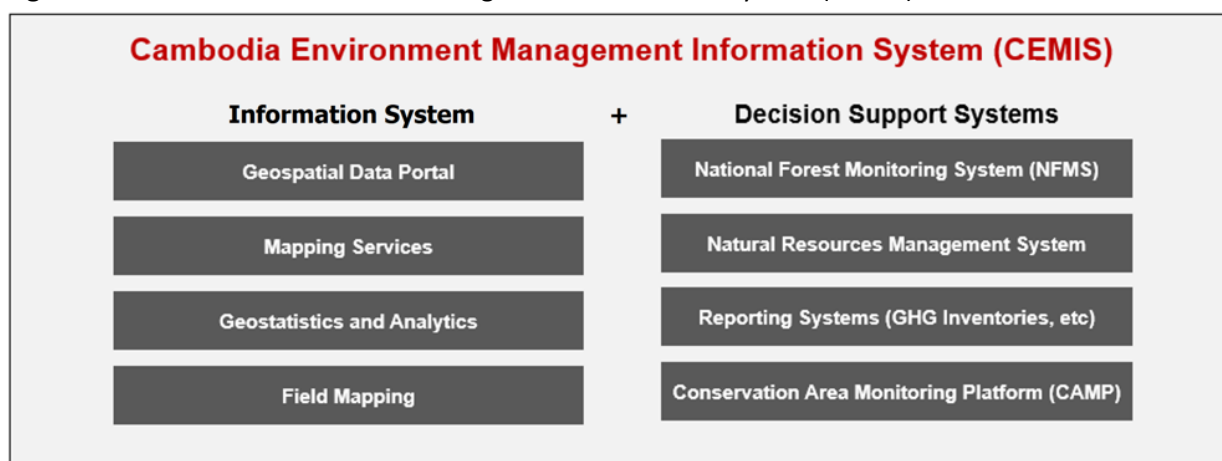 Cambodia Environment Management Information System (CEMIS)
Information System + Decision Support Systems
Geospatial Data Portal
Mapping Services
Geostatistics and Analytics
Field Mapping
National Forest Monitoring System (NFMS)
Natural Resources Management System
Reporting Systems (GHG Inventories, etc)
Conservation Area Monitoring Platform (CAMP)